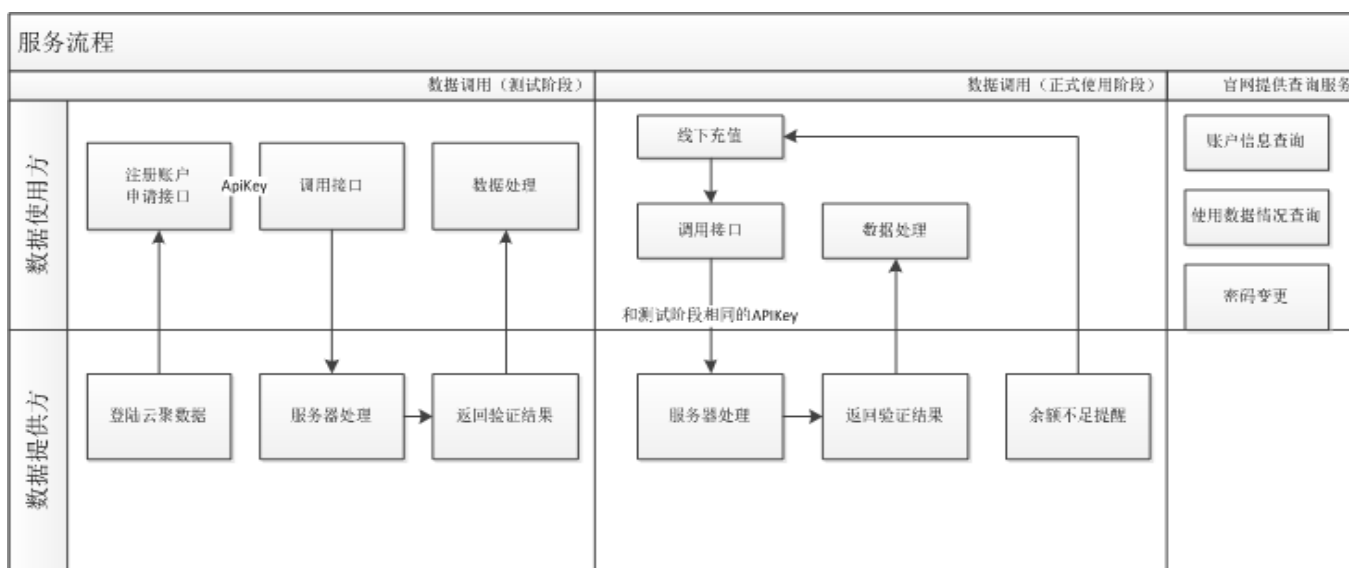 服务流程
数据调用（测试阶段）
数据调用（正式使用阶段）
官网提供查询服务
数据使用方
注册账户
申请接口
ApiKey
调用接口
数据处理
线下充值
调用接口
数据处理
和测试阶段相同的APIKey
账户信息查询
使用数据情况查询
密码变更
数据提供方
登陆云聚数据
服务器处理
返回验证结果
服务器处理
返回验证结果
余额不足提醒